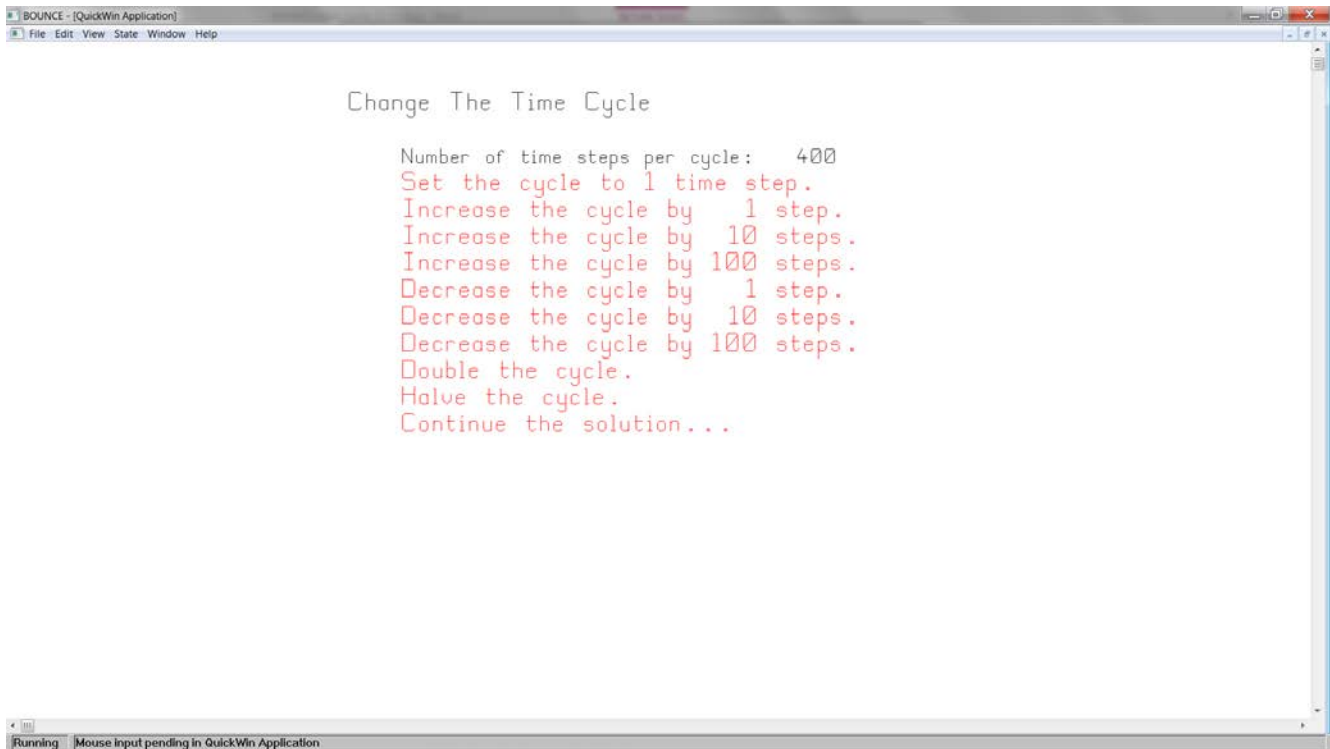 BOUNCE - [QuickWin Application]
File Edit View State Window Help
Change The Time Cycle
Number of time steps per cycle: 400
Set the cycle to 1 time step.
Increase the cycle by 1 step.
Increase the cycle by 10 steps.
Increase the cycle by 100 steps.
Decrease the cycle by 1 step.
Decrease the cycle by 10 steps.
Decrease the cycle by 100 steps.
Double the cycle.
Halve the cycle.
Continue the solution...
Running Mouse input pending in QuickWin Application